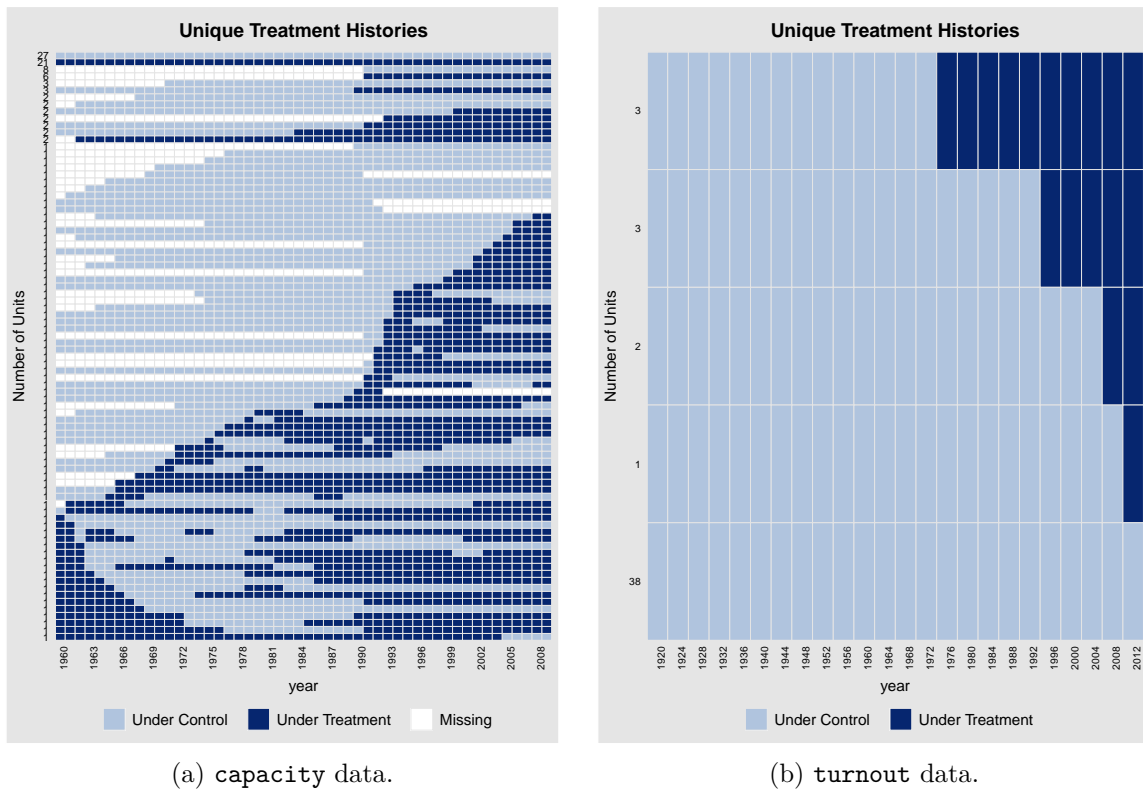 Unique Treatment Histories
27
21
8
6
3
Number of Units
1960 1963 1966 1969 1972 1975 1978 1981 1984 1987 1990 1993 1996 1999 2002 2005 2008
year
Under Control Under Treatment Missing
(a) capacity data.
Unique Treatment Histories
3
3
2
1
38
Number of Units
1920 1924 1928 1932 1936 1940 1944 1948 1952 1956 1960 1964 1968 1972 1976 1980 1984 1988 1992 1996 2000 2004 2008 2012
year
Under Control Under Treatment
(b) turnout data.